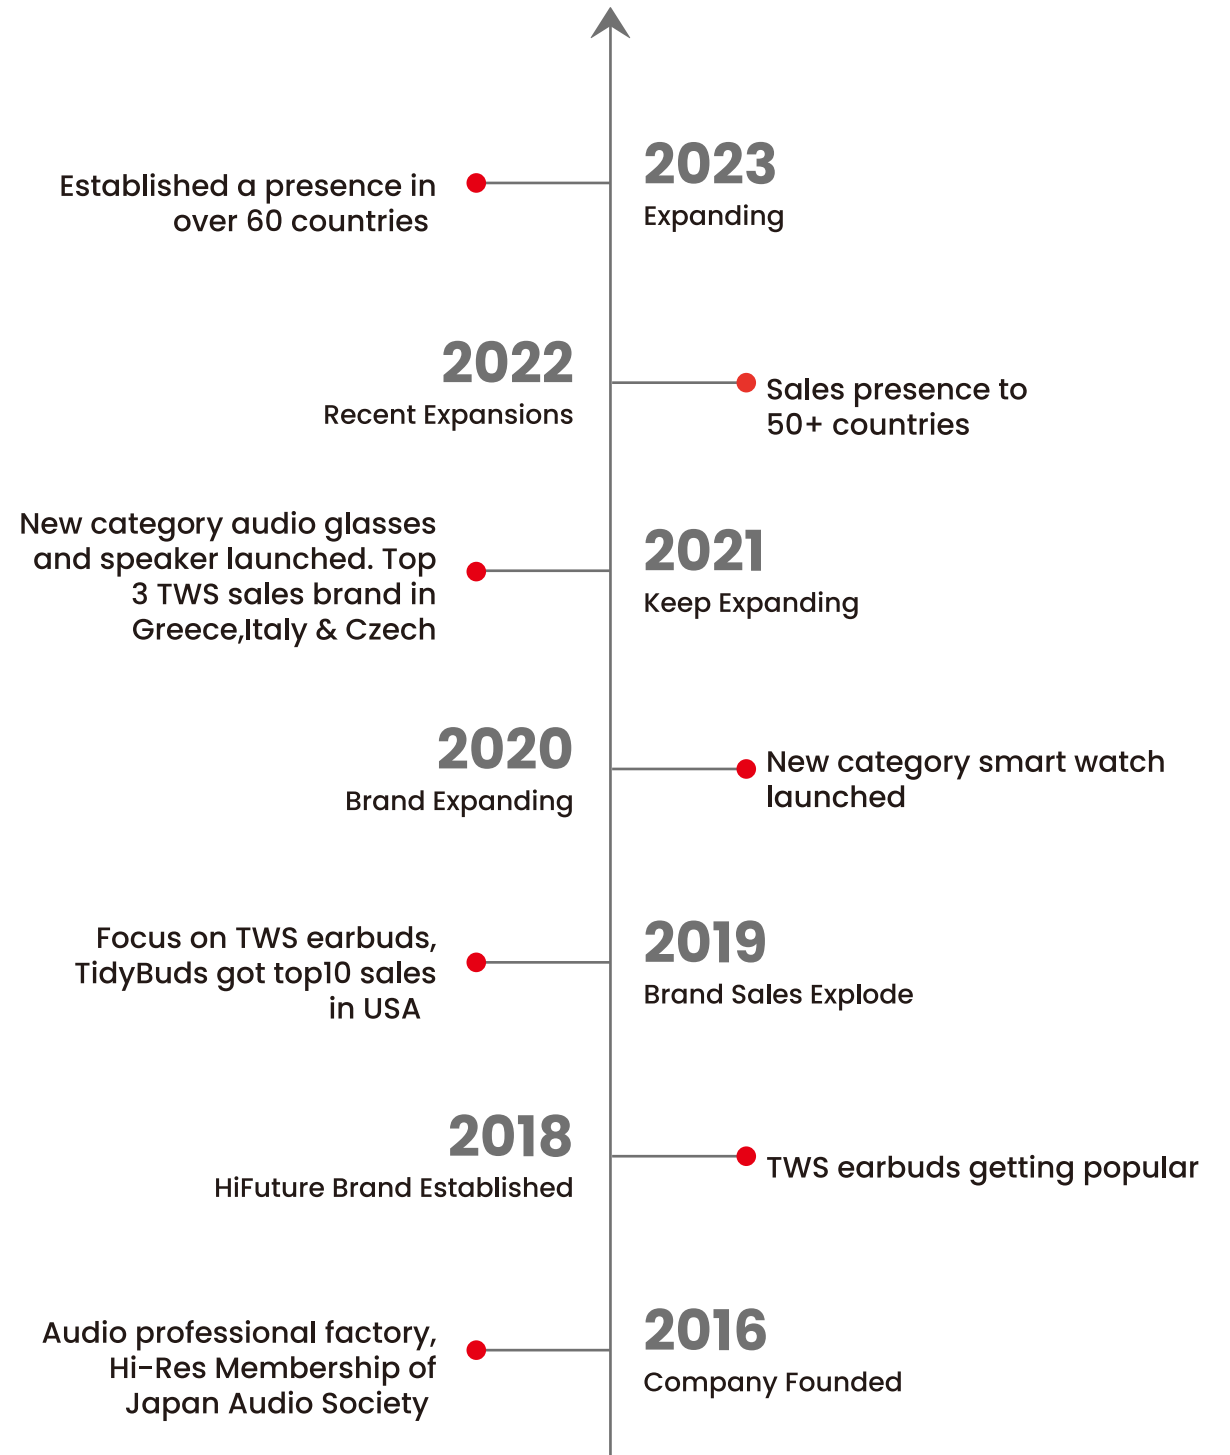 2023
Expanding
Established a presence in
over 60 countries
2022
Recent Expansions
Sales presence to
50+ countries
2021
Keep Expanding
New category audio glasses
and speaker launched. Top
3 TWS sales brand in
Greece,Italy & Czech
2020
Brand Expanding
New category smart watch
launched
2019
Brand Sales Explode
Focus on TWS earbuds,
TidyBuds got top10 sales
in USA
2018
HiFuture Brand Established
TWS earbuds getting popular
2016
Company Founded
Audio professional factory,
Hi-Res Membership of
Japan Audio Society